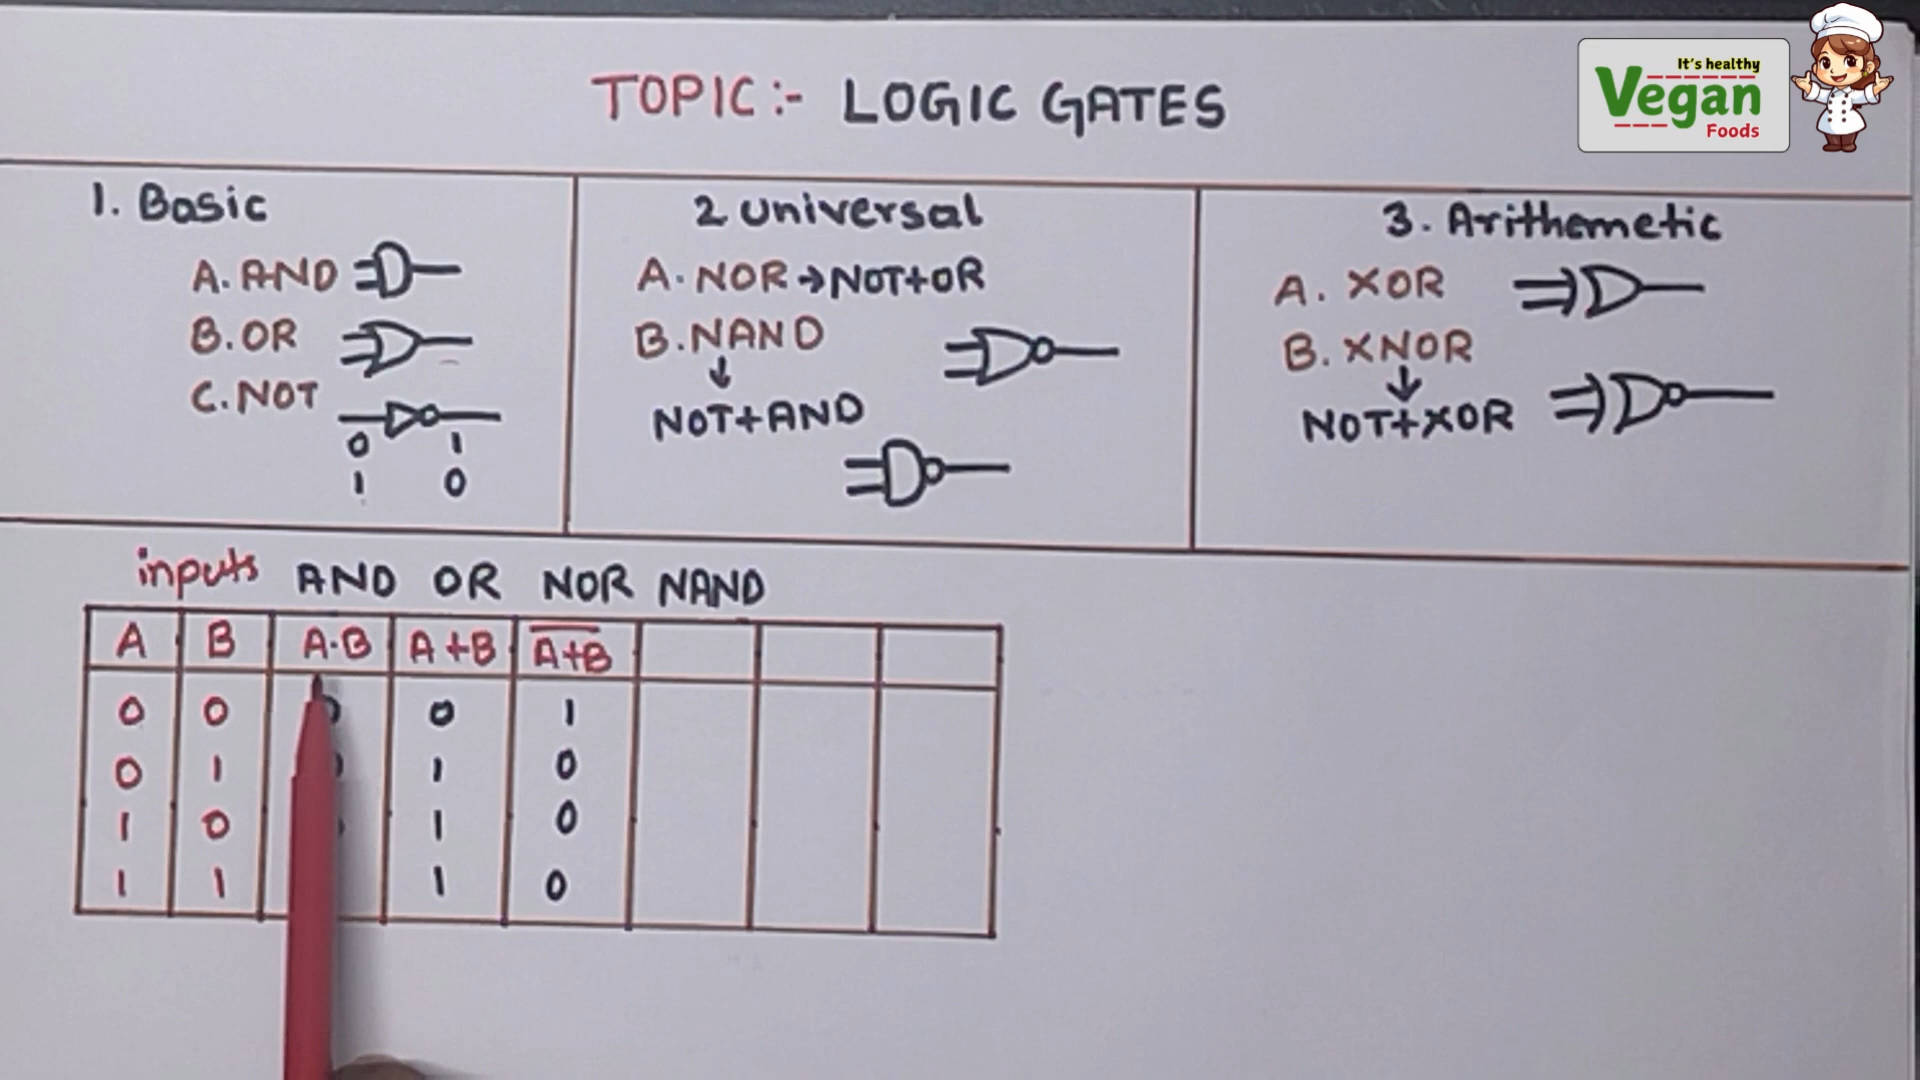 TOPIC:- LOGIC GATES
It's healthy
Vegan
Foods
1. Basic
A. AND
B. OR
C. NOT
0 1
1 0
2 universal
A. NOR → NOT+OR
B. NAND
↓
NOT+AND
3. Arithemetic
A. XOR
B. XNOR
↓
NOT+XOR
inputs AND OR NOR NAND
A B A·B A+B A̅+̅B̅
0 0 0 1
0 1 1 0
1 0 1 0
1 1 1 0